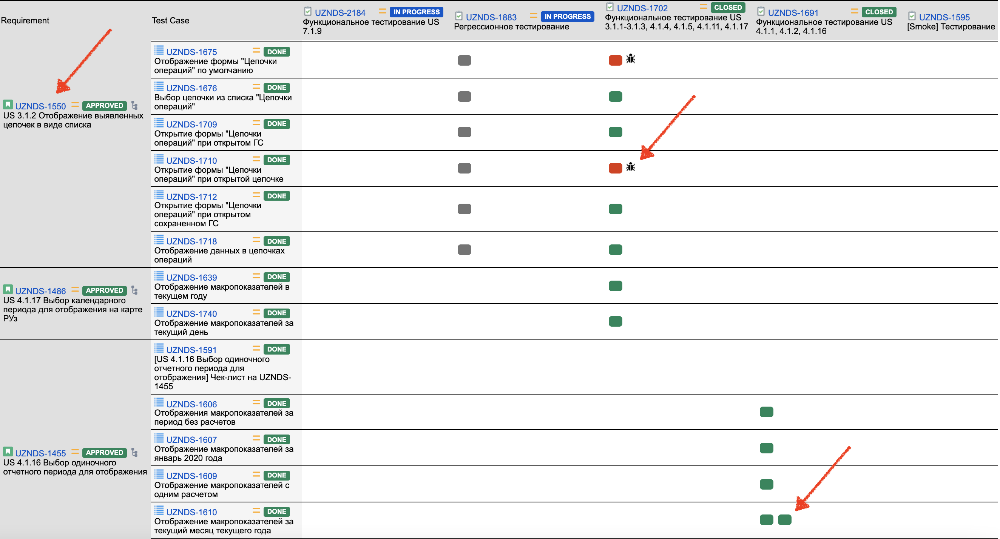 Requirement
Test Case
UZNDS-2184 IN PROGRESS
Функциональное тестирование US
7.1.9
UZNDS-1883 IN PROGRESS
Регрессионное тестирование
UZNDS-1702 CLOSED
Функциональное тестирование US
3.1.1-3.1.3, 4.1.4, 4.1.5, 4.1.11, 4.1.17
UZNDS-1691 CLOSED
Функциональное тестирование US
4.1.1, 4.1.2, 4.1.16
UZNDS-1595
[Smoke] Тестирование
UZNDS-1550 APPROVED
US 3.1.2 Отображение выявленных
цепочек в виде списка
UZNDS-1675 DONE
Отображение формы "Цепочки
операций" по умолчанию
UZNDS-1676 DONE
Выбор цепочки из списка "Цепочки
операций"
UZNDS-1709 DONE
Открытие формы "Цепочки
операций" при открытом ГС
UZNDS-1710 DONE
Открытие формы "Цепочки
операций" при открытой цепочке
UZNDS-1712 DONE
Открытие формы "Цепочки
операций" при открытом
сохраненном ГС
UZNDS-1718 DONE
Отображение данных в цепочках
операций
UZNDS-1486 APPROVED
US 4.1.17 Выбор календарного
периода для отображения на карте
РУз
UZNDS-1639 DONE
Отображение макропоказателей в
текущем году
UZNDS-1740 DONE
Отображение макропоказателей за
текущий день
UZNDS-1455 APPROVED
US 4.1.16 Выбор одиночного
отчетного периода для отображения
UZNDS-1591 DONE
[US 4.1.16 Выбор одиночного
отчетного периода для
отображения] Чек-лист на UZNDS-
1455
UZNDS-1606 DONE
Отображения макропоказателей за
период без расчетов
UZNDS-1607 DONE
Отображение макропоказателей за
январь 2020 года
UZNDS-1609 DONE
Отображение макропоказателей с
одним расчетом
UZNDS-1610 DONE
Отображение макропоказателей за
текущий месяц текущего года